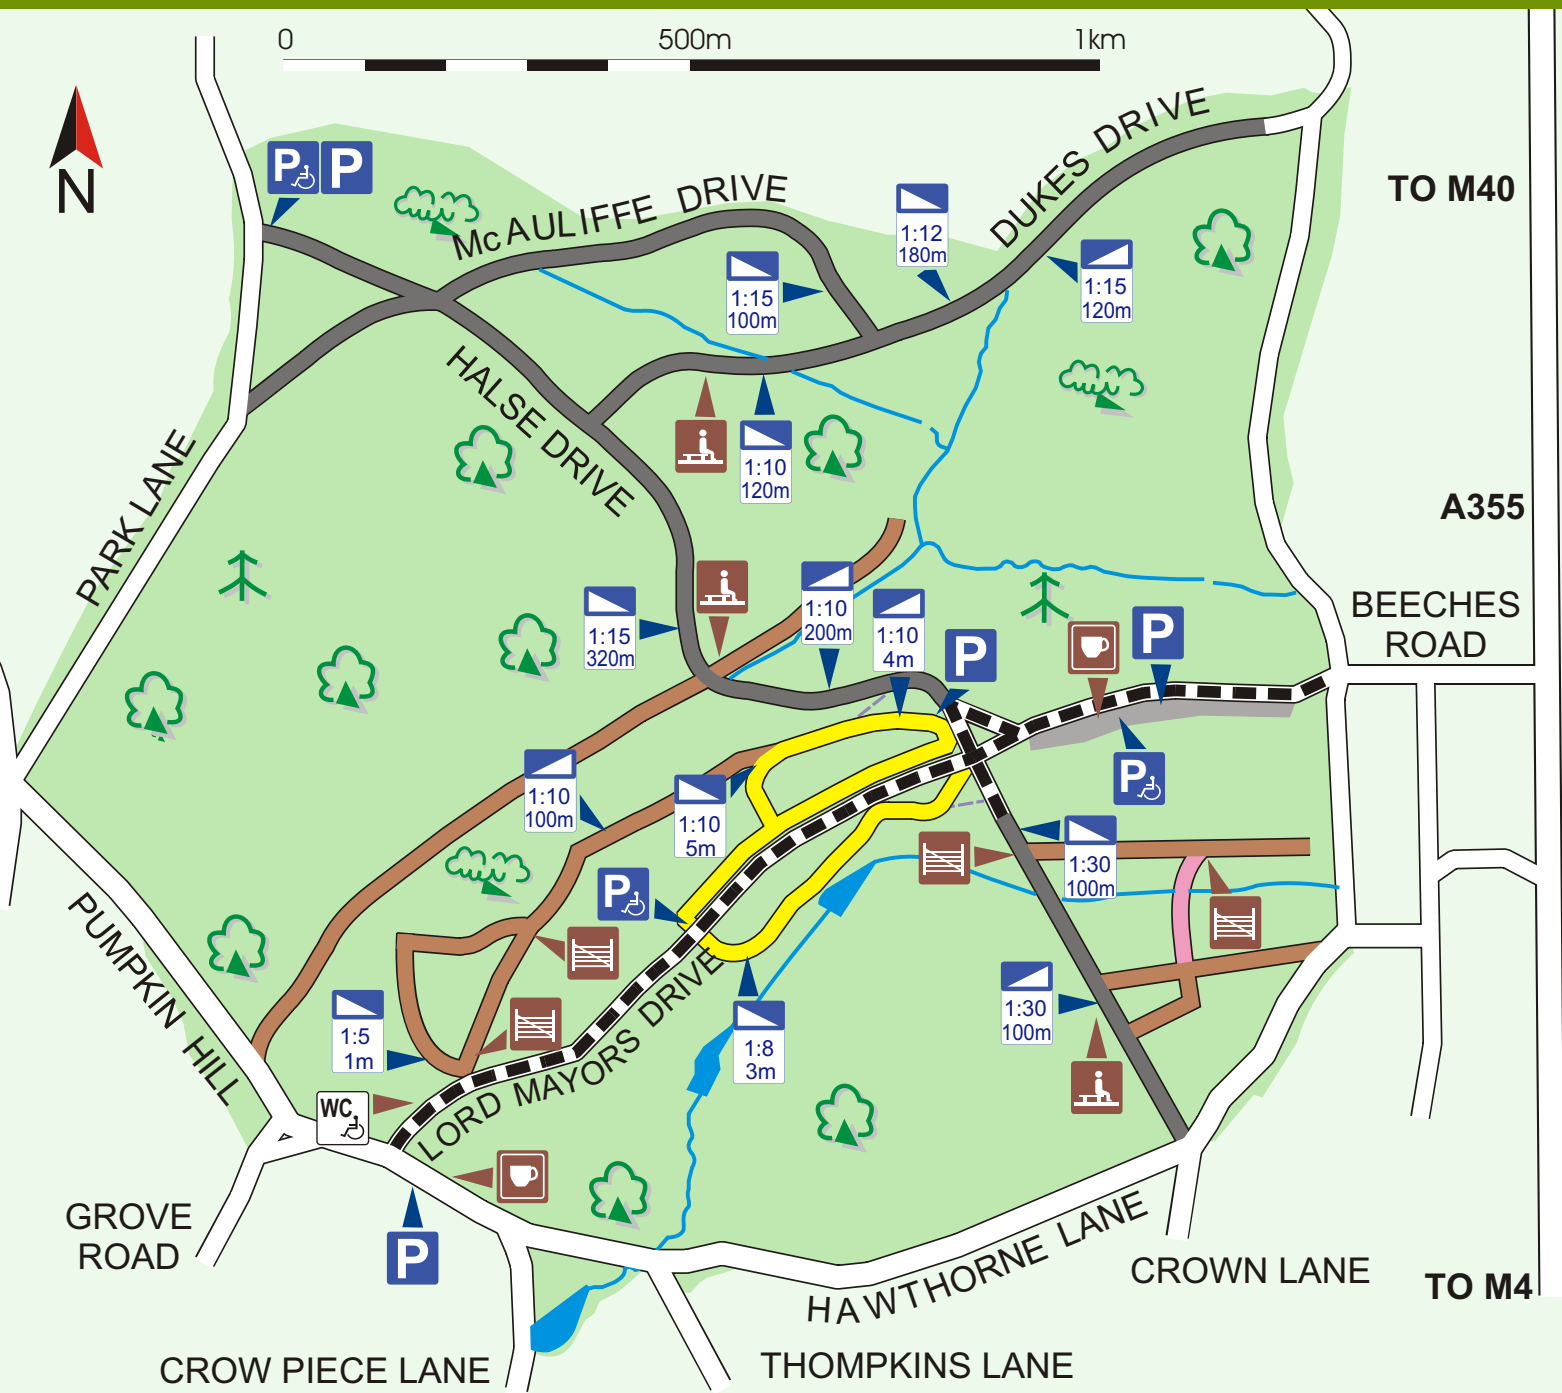 0 500m 1km
N
P P
McAULIFFE DRIVE
DUKES DRIVE
TO M40
1:12
180m
1:15
100m
1:15
120m
HALSE DRIVE
1:10
120m
PARK LANE
A355
1:15
320m
1:10
200m
1:10
4m
P
P
BEECHES
ROAD
1:10
100m
1:10
5m
P
P
1:30
100m
PUMPKIN HILL
LORD MAYORS DRIVE
1:5
1m
1:8
3m
1:30
100m
WC
GROVE
ROAD
P
CROWN LANE
HAWTHORNE LANE
TO M4
CROW PIECE LANE
THOMPKINS LANE